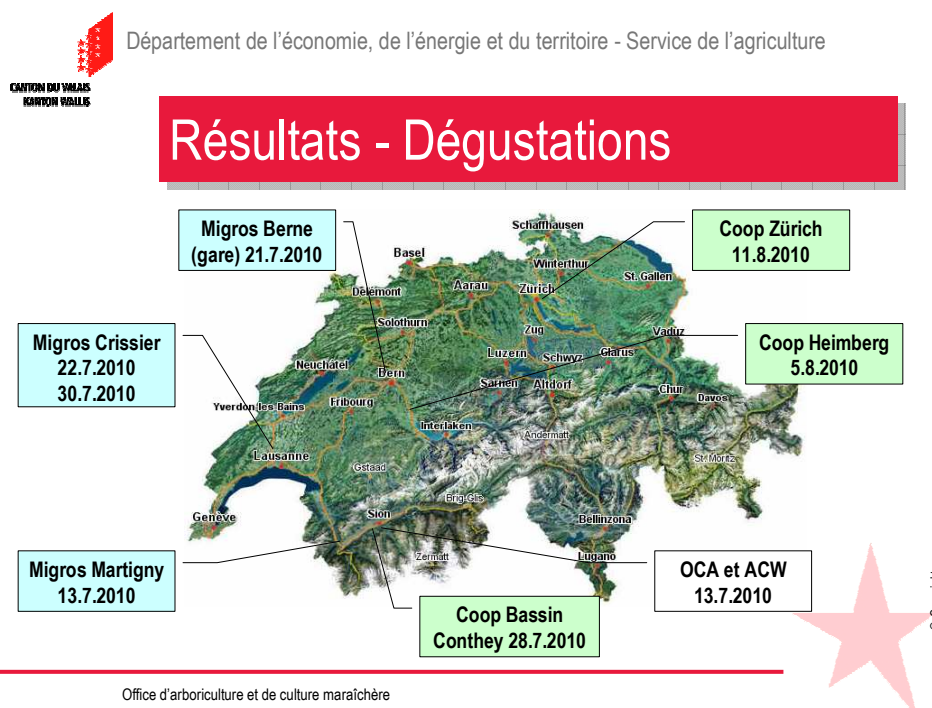 Département de l'économie, de l'énergie et du territoire - Service de l'agriculture
CANTON DU VALAIS
KANTON WALLIS
Résultats - Dégustations
Migros Berne
(gare) 21.7.2010
Coop Zürich
11.8.2010
Migros Crissier
22.7.2010
30.7.2010
Coop Heimberg
5.8.2010
Schaffhausen
Basel
Winterthur
St. Gallen
Delémont
Aarau
Zürich
Solothurn
Zug
Vaduz
Luzern
Schwyz
Glarus
Neuchâtel
Bern
Sarnen
Altdorf
Chur
Davos
Yverdon les Bains
Fribourg
Interlaken
Andermatt
Lausanne
Gstaad
St. Moritz
Brig-Glis
Genève
Sion
Bellinzona
Zermatt
Lugano
Migros Martigny
13.7.2010
OCA et ACW
13.7.2010
Coop Bassin
Conthey 28.7.2010
Office d'arboriculture et de culture maraîchère